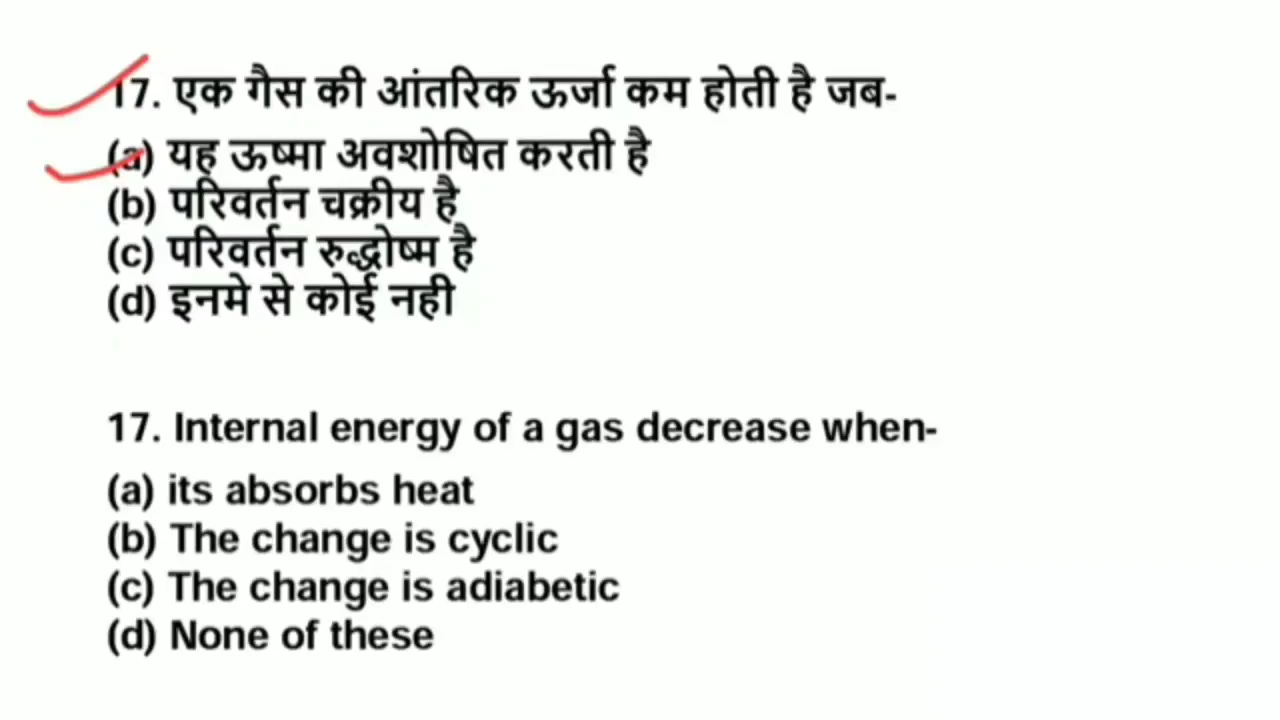 17. एक गैस की आंतरिक ऊर्जा कम होती है जब-
(a) यह ऊष्मा अवशोषित करती है
(b) परिवर्तन चक्रीय है
(c) परिवर्तन रुद्धोष्म है
(d) इनमे से कोई नही
17. Internal energy of a gas decrease when-
(a) its absorbs heat
(b) The change is cyclic
(c) The change is adiabetic
(d) None of these